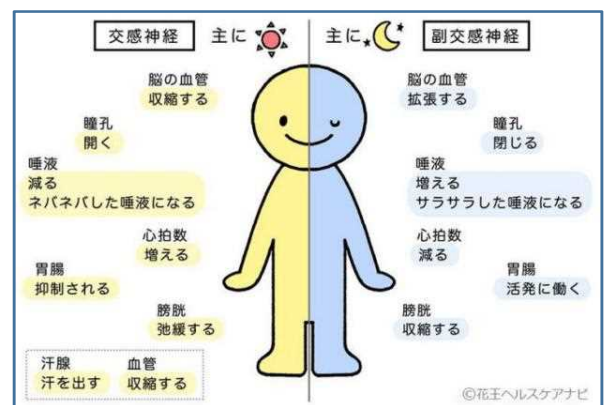 交感神経 主に
主に 副交感神経
脳の血管
収縮する
瞳孔
開く
唾液
減る
ネバネバした唾液になる
心拍数
増える
胃腸
抑制される
膀胱
弛緩する
汗腺
汗を出す
血管
収縮する
脳の血管
拡張する
瞳孔
閉じる
唾液
増える
サラサラした唾液になる
心拍数
減る
胃腸
活発に働く
膀胱
収縮する
©花王ヘルスケアナビ